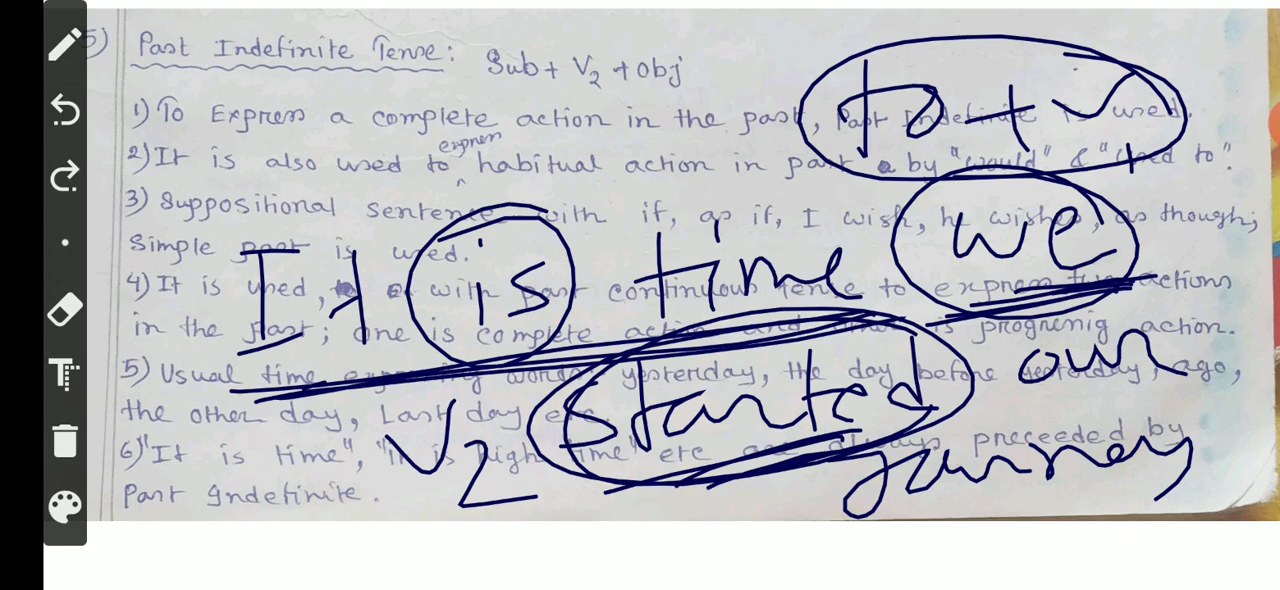 5) Past Indefinite Tense: Sub + V2 + Obj
1) To Express a complete action in the past, Past Indefinite is used.
2) It is also used to express habitual action in past by "would" & "used to".
3) Suppositional sentence with if, as if, I wish, he wishes, as though;
Simple past is used.
4) It is used, with past continuous tense to express two actions
in the past; one is complete action and is progrenig action.
5) Usual time expressing words: yesterday, the day before yesterday, ago,
the other day, Last day etc.
6) "It is time", "it is high time" etc are always preceeded by
Past Indefinite.
to + V
It is time we
V2 started our
journey